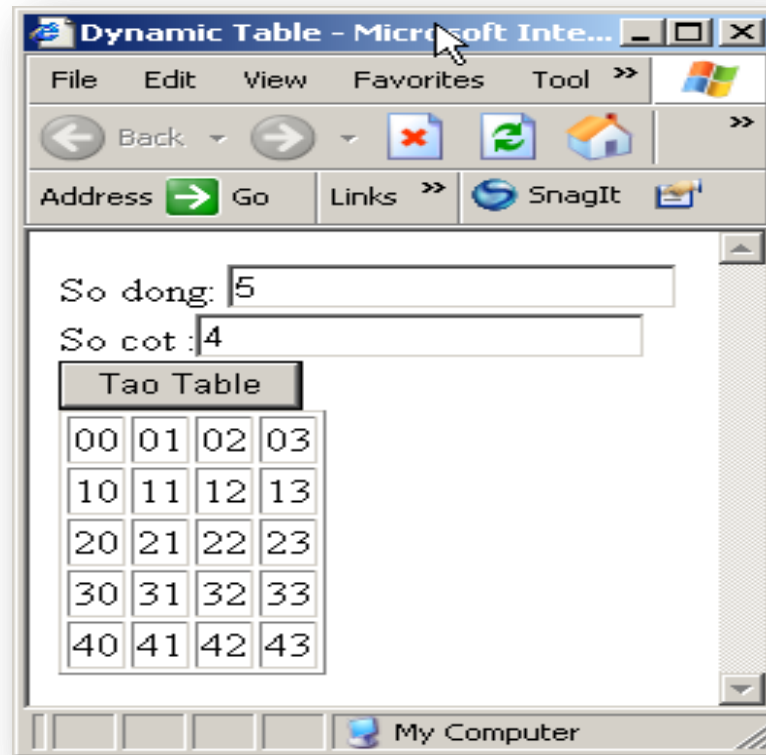 Dynamic Table - Microsoft Inte...
File Edit View Favorites Tool »
Back »
Address Go Links » SnagIt
So dong: 5
So cot :4
Tao Table
00 01 02 03
10 11 12 13
20 21 22 23
30 31 32 33
40 41 42 43
My Computer